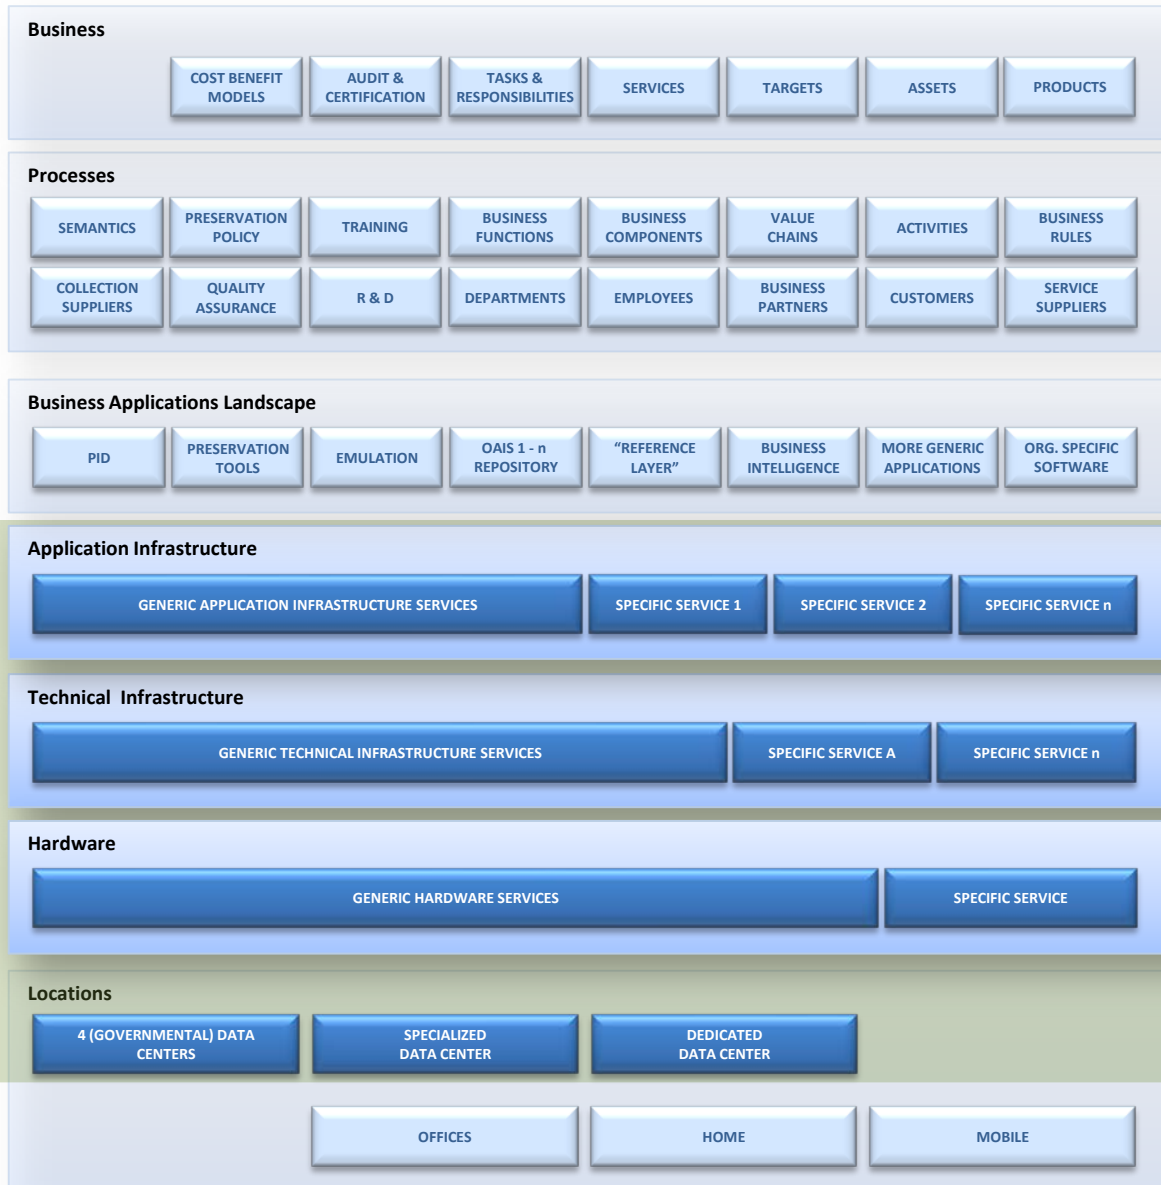 Business
COST BENEFIT
MODELS
AUDIT &
CERTIFICATION
TASKS &
RESPONSIBILITIES
SERVICES
TARGETS
ASSETS
PRODUCTS
Processes
SEMANTICS
PRESERVATION
POLICY
TRAINING
BUSINESS
FUNCTIONS
BUSINESS
COMPONENTS
VALUE
CHAINS
ACTIVITIES
BUSINESS
RULES
COLLECTION
SUPPLIERS
QUALITY
ASSURANCE
R & D
DEPARTMENTS
EMPLOYEES
BUSINESS
PARTNERS
CUSTOMERS
SERVICE
SUPPLIERS
Business Applications Landscape
PID
PRESERVATION
TOOLS
EMULATION
OAIS 1 - n
REPOSITORY
“REFERENCE
LAYER”
BUSINESS
INTELLIGENCE
MORE GENERIC
APPLICATIONS
ORG. SPECIFIC
SOFTWARE
Application Infrastructure
GENERIC APPLICATION INFRASTRUCTURE SERVICES
SPECIFIC SERVICE 1
SPECIFIC SERVICE 2
SPECIFIC SERVICE n
Technical Infrastructure
GENERIC TECHNICAL INFRASTRUCTURE SERVICES
SPECIFIC SERVICE A
SPECIFIC SERVICE n
Hardware
GENERIC HARDWARE SERVICES
SPECIFIC SERVICE
Locations
4 (GOVERNMENTAL) DATA
CENTERS
SPECIALIZED
DATA CENTER
DEDICATED
DATA CENTER
OFFICES
HOME
MOBILE